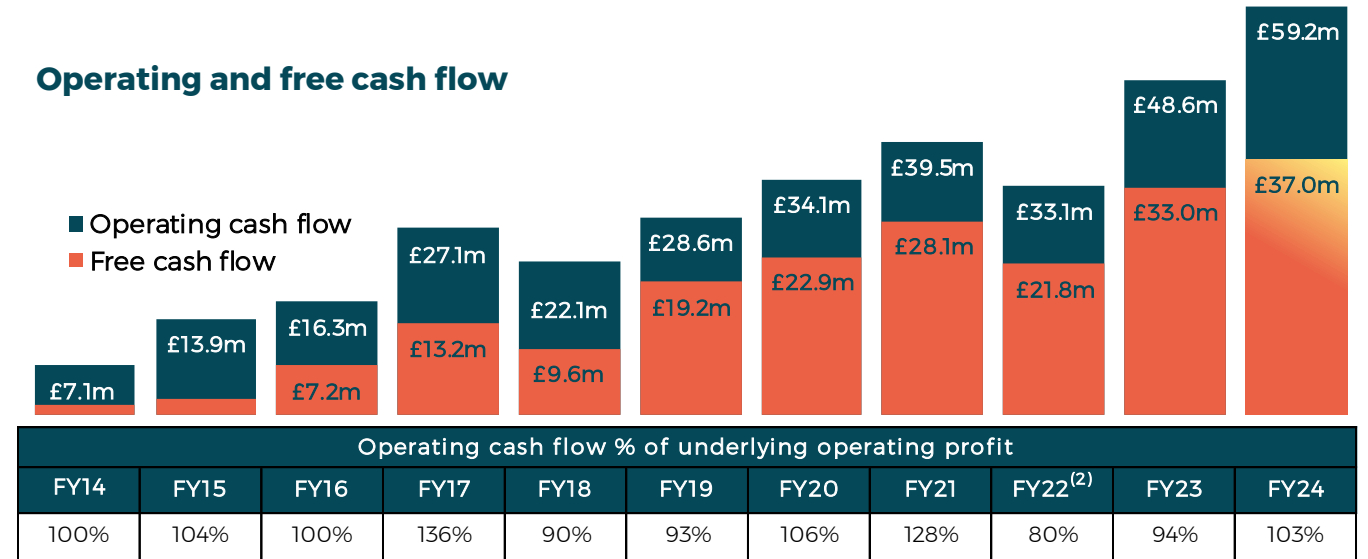 Operating and free cash flow
Operating cash flow
Free cash flow
£7.1m
£13.9m
£16.3m
£7.2m
£27.1m
£13.2m
£22.1m
£9.6m
£28.6m
£19.2m
£34.1m
£22.9m
£39.5m
£28.1m
£33.1m
£21.8m
£48.6m
£33.0m
£59.2m
£37.0m
Operating cash flow % of underlying operating profit
FY14 FY15 FY16 FY17 FY18 FY19 FY20 FY21 FY22(2) FY23 FY24
100% 104% 100% 136% 90% 93% 106% 128% 80% 94% 103%